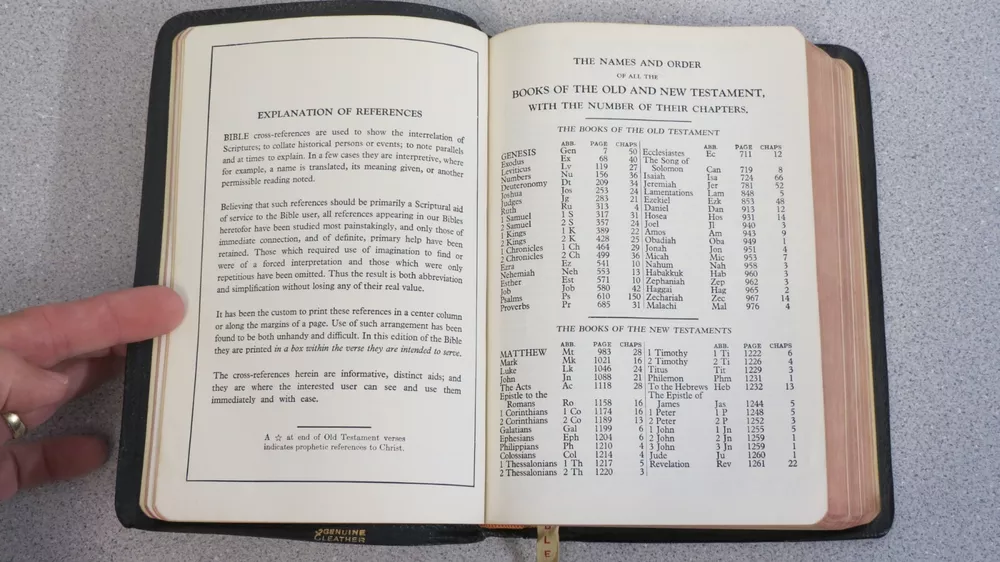 EXPLANATION OF REFERENCES
BIBLE cross-references are used to show the interrelation of
Scriptures; to collate historical persons or events; to note parallels
and at times to explain. In a few cases they are interpretive, where
for example, a name is translated, its meaning given, or another
permissible reading noted.
Believing that such references should be primarily a Scriptural aid
of service to the Bible user, all references appearing in our Bibles
heretofor have been studied most painstakingly, and only those of
immediate connection, and of definite, primary help have been
retained. Those which required use of imagination to find or
were of a forced interpretation and those which were only
repetitious have been omitted. Thus the result is both abbreviation
and simplification without losing any of their real value.
It has been the custom to print these references in a center column
or along the margins of a page. Use of such arrangement has been
found to be both unhandy and difficult. In this edition of the Bible
they are printed in a box within the verse they are intended to serve.
The cross-references herein are informative, distinct aids; and
they are where the interested user can see and use them
immediately and with ease.
A ☆ at end of Old Testament verses
indicates prophetic references to Christ.
GENUINE
LEATHER
THE NAMES AND ORDER
OF ALL THE
BOOKS OF THE OLD AND NEW TESTAMENT,
WITH THE NUMBER OF THEIR CHAPTERS.
THE BOOKS OF THE OLD TESTAMENT
ABB. PAGE CHAPS
GENESIS Gen 7 50
Exodus Ex 68 40
Leviticus Lv 119 27
Numbers Nu 156 36
Deuteronomy Dt 209 34
Joshua Jos 253 24
Judges Jg 283 21
Ruth Ru 313 4
1 Samuel 1 S 317 31
2 Samuel 2 S 357 24
1 Kings 1 K 389 22
2 Kings 2 K 428 25
1 Chronicles 1 Ch 464 29
2 Chronicles 2 Ch 499 36
Ezra Ez 541 10
Nehemiah Neh 553 13
Esther Est 571 10
Job Job 580 42
Psalms Ps 610 150
Proverbs Pr 685 31
ABB. PAGE CHAPS
Ecclesiastes Ec 711 12
The Song of
Solomon Can 719 8
Isaiah Isa 724 66
Jeremiah Jer 781 52
Lamentations Lam 848 5
Ezekiel Ezk 853 48
Daniel Dan 913 12
Hosea Hos 931 14
Joel Jl 940 3
Amos Am 943 9
Obadiah Oba 949 1
Jonah Jon 951 4
Micah Mic 953 7
Nahum Nah 958 3
Habakkuk Hab 960 3
Zephaniah Zep 962 3
Haggai Hag 965 2
Zechariah Zec 967 14
Malachi Mal 976 4
THE BOOKS OF THE NEW TESTAMENTS
ABB. PAGE CHAPS
MATTHEW Mt 983 28
Mark Mk 1021 16
Luke Lk 1046 24
John Jn 1088 21
The Acts Ac 1118 28
Epistle to the
Romans Ro 1158 16
1 Corinthians 1 Co 1174 16
2 Corinthians 2 Co 1189 13
Galatians Gal 1199 6
Ephesians Eph 1204 6
Philippians Ph 1210 4
Colossians Col 1214 4
1 Thessalonians 1 Th 1217 5
2 Thessalonians 2 Th 1220 3
ABB. PAGE CHAPS
1 Timothy 1 Ti 1222 6
2 Timothy 2 Ti 1226 4
Titus Tit 1229 3
Philemon Phm 1231 1
To the Hebrews Heb 1232 13
The Epistle of
James Jas 1244 5
1 Peter 1 P 1248 5
2 Peter 2 P 1252 3
1 John 1 Jn 1255 5
2 John 2 Jn 1259 1
3 John 3 Jn 1259 1
Jude Ju 1260 1
Revelation Rev 1261 22
B
L
E